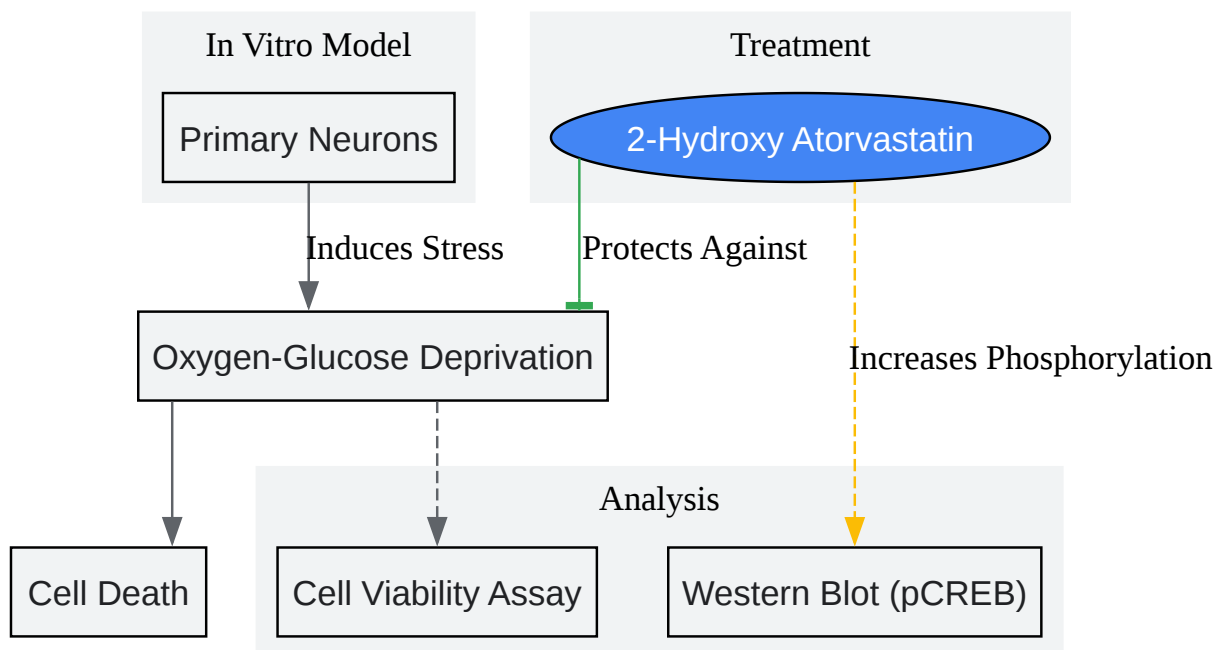 In Vitro Model
Treatment
Primary Neurons
2-Hydroxy Atorvastatin
Induces Stress
Protects Against
Oxygen-Glucose Deprivation
Increases Phosphorylation
Analysis
Cell Death
Cell Viability Assay
Western Blot (pCREB)